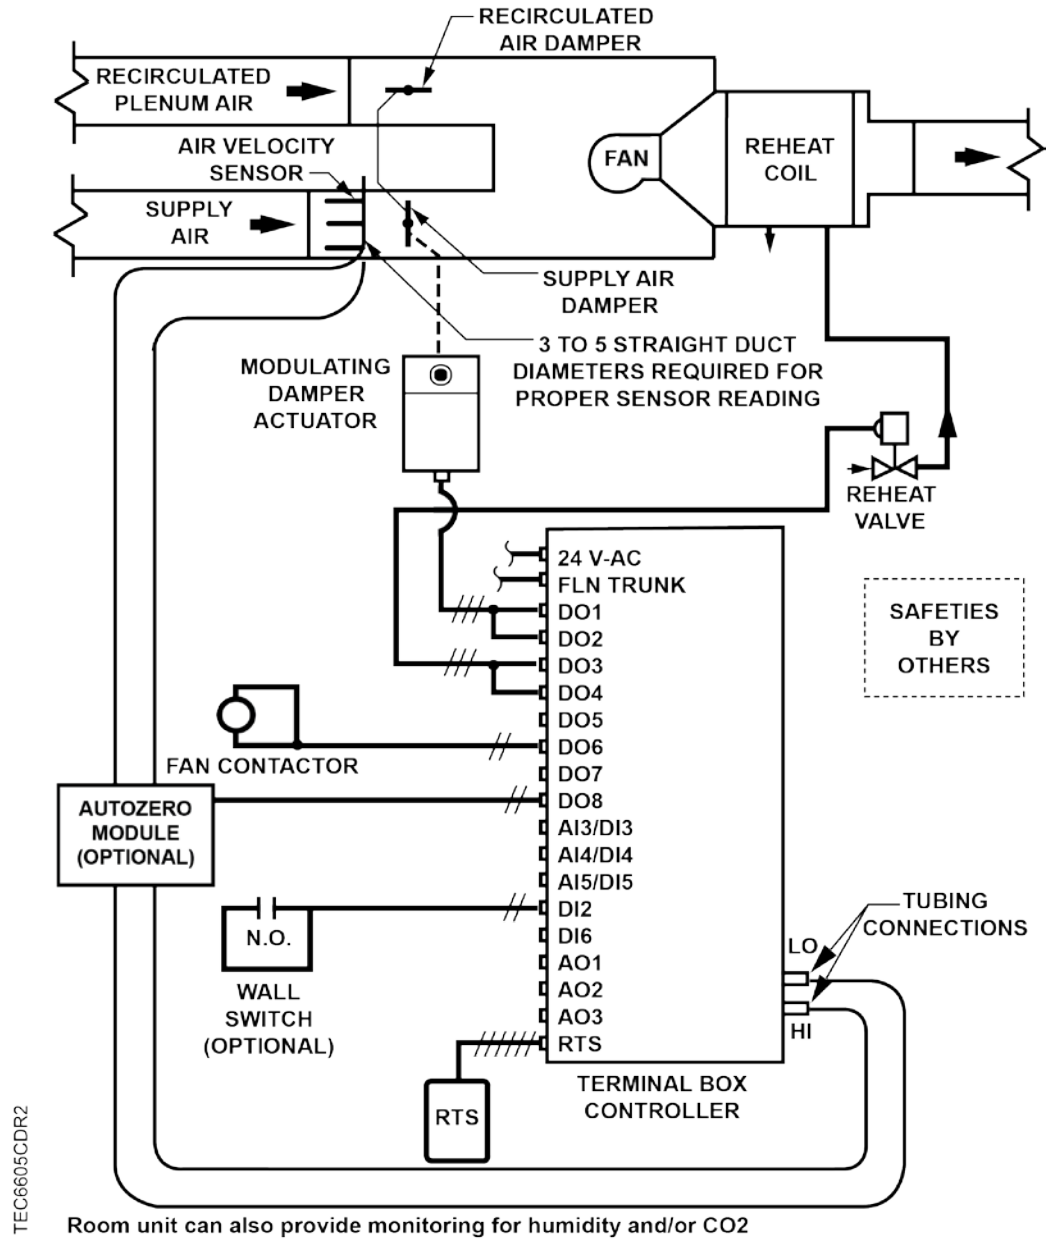 RECIRCULATED
AIR DAMPER
RECIRCULATED
PLENUM AIR
AIR VELOCITY
SENSOR
FAN
REHEAT
COIL
SUPPLY
AIR
SUPPLY AIR
DAMPER
3 TO 5 STRAIGHT DUCT
DIAMETERS REQUIRED FOR
PROPER SENSOR READING
MODULATING
DAMPER
ACTUATOR
REHEAT
VALVE
24 V-AC
FLN TRUNK
DO1
DO2
DO3
DO4
DO5
DO6
DO7
DO8
AI3/DI3
AI4/DI4
AI5/DI5
DI2
DI6
AO1
AO2
AO3
RTS
SAFETIES
BY
OTHERS
FAN CONTACTOR
AUTOZERO
MODULE
(OPTIONAL)
N.O.
WALL
SWITCH
(OPTIONAL)
TUBING
CONNECTIONS
LO
HI
RTS
TERMINAL BOX
CONTROLLER
TEC6605CDR2
Room unit can also provide monitoring for humidity and/or CO2